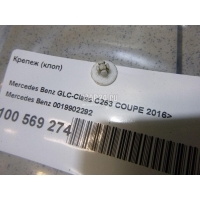 Крепеж (клоп)
Mercedes Benz GLC-Class C253 COUPE 2016>
Mercedes Benz 0019902292
100 569 274